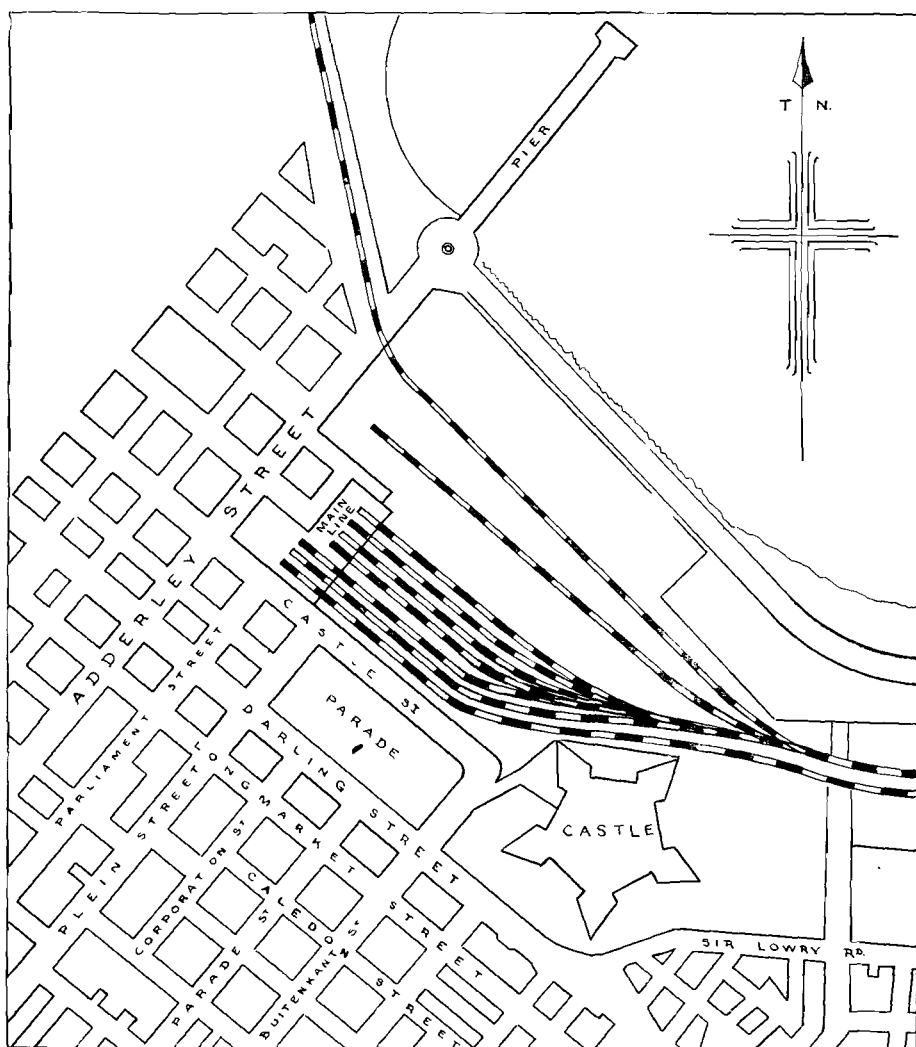 PIER
T N.
ADDERLEY STREET
MAIN LINE
CASTLE ST
PARADE
CASTLE
DARLING STREET
PARLIAMENT STREET
LONGMARKET STREET
PLEIN STREET
CORPORATION ST
CALEDON STREET
PARADE ST
BUITENKANT ST
SIR LOWRY RD.